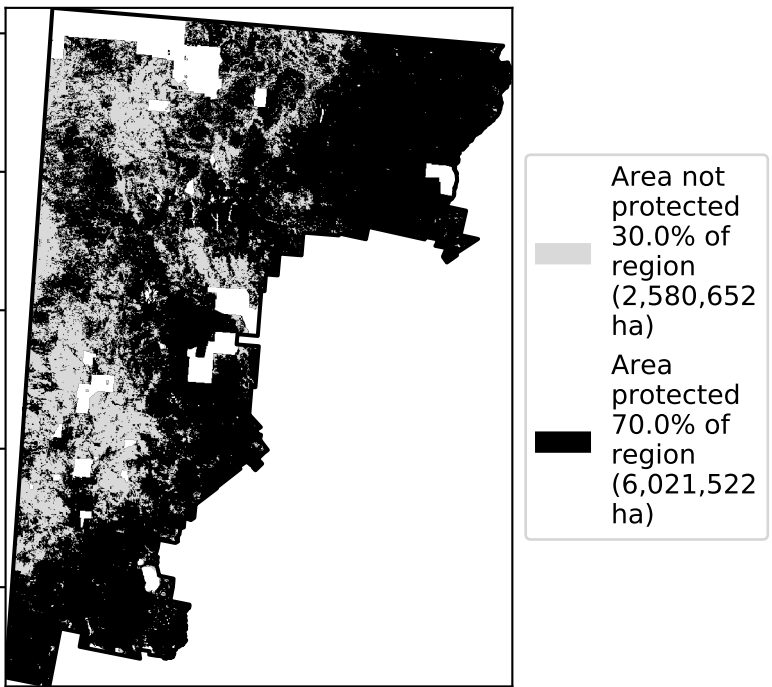 Area not
protected
30.0% of
region
(2,580,652
ha)
Area
protected
70.0% of
region
(6,021,522
ha)